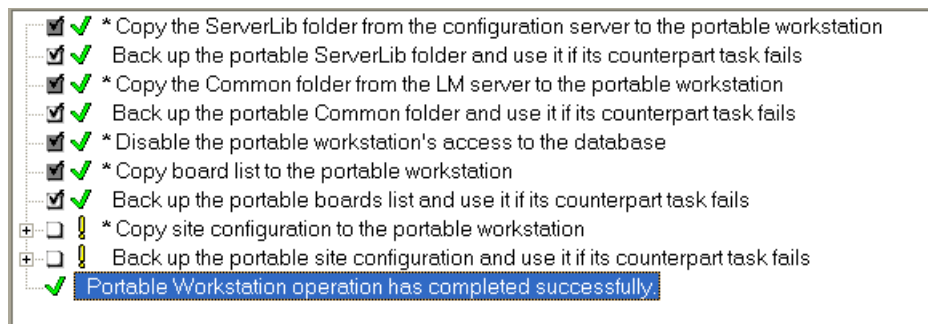 * Copy the ServerLib folder from the configuration server to the portable workstation
Back up the portable ServerLib folder and use it if its counterpart task fails
* Copy the Common folder from the LM server to the portable workstation
Back up the portable Common folder and use it if its counterpart task fails
* Disable the portable workstation's access to the database
* Copy board list to the portable workstation
Back up the portable boards list and use it if its counterpart task fails
* Copy site configuration to the portable workstation
Back up the portable site configuration and use it if its counterpart task fails
Portable Workstation operation has completed successfully.